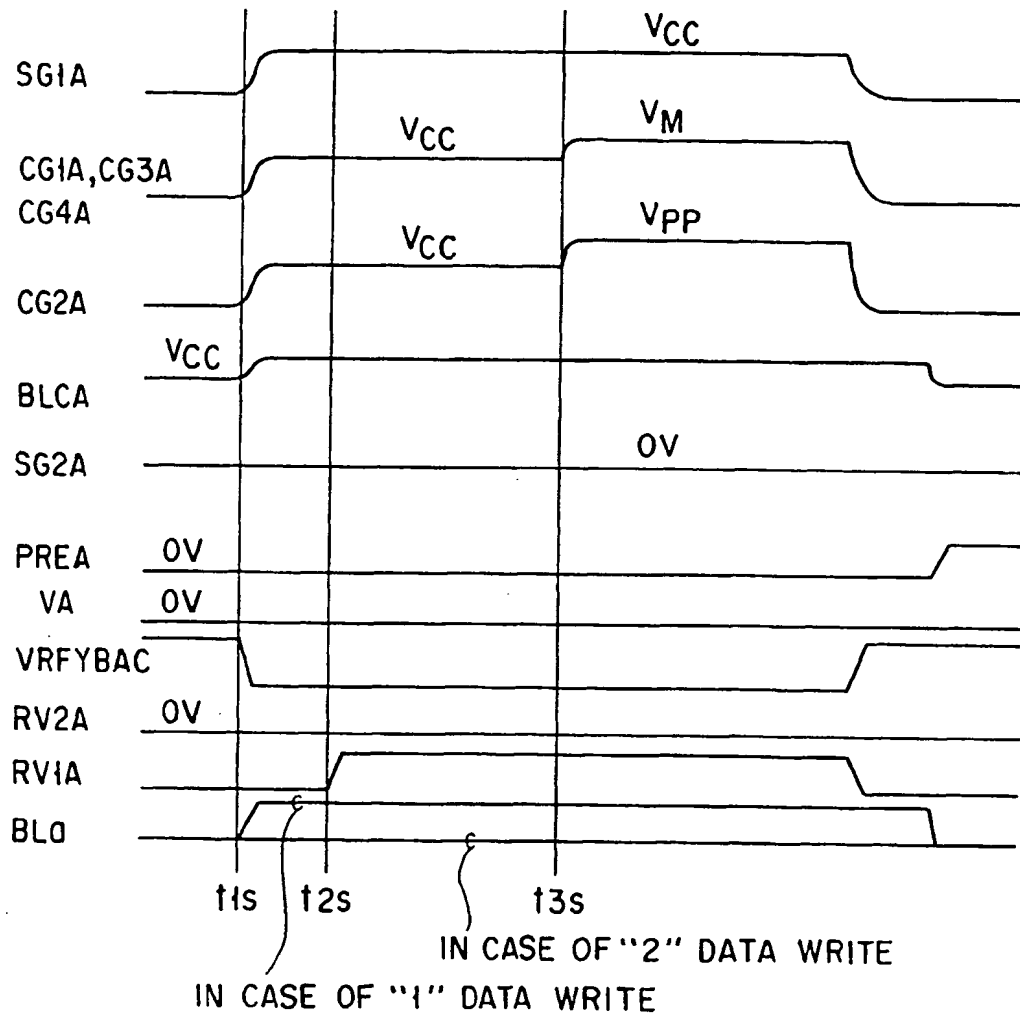 VCC
SG1A
VCC VM
CG1A,CG3A
CG4A
VCC VPP
CG2A
VCC
BLCA
0V
SG2A
PREA 0V
VA 0V
VRFYBAC
RV2A 0V
RV1A
BLa
t1s t2s t3s
IN CASE OF "2" DATA WRITE
IN CASE OF "1" DATA WRITE